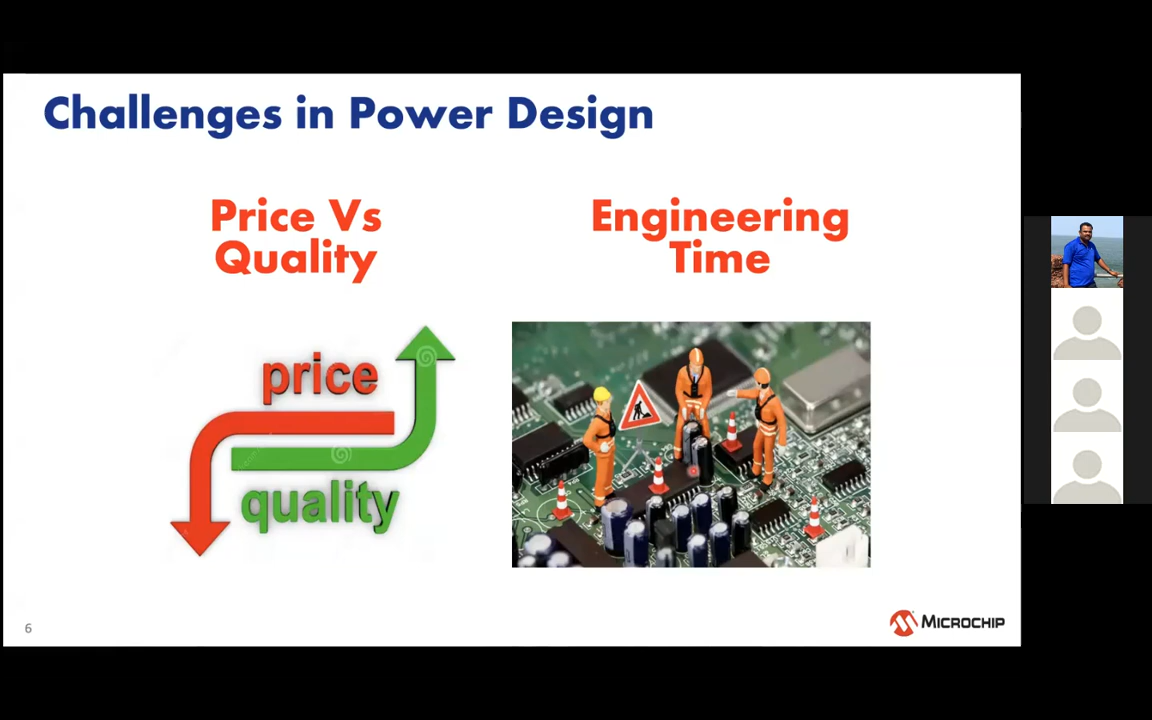 Challenges in Power Design
Price Vs
Quality
Engineering
Time
price
quality
6
MICROCHIP